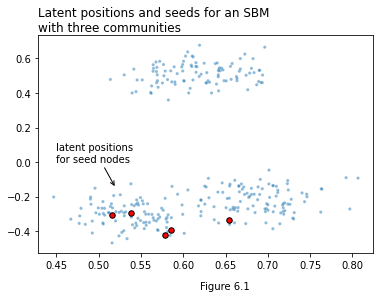 Latent positions and seeds for an SBM
with three communities
0.6
0.4
0.2
0.0
−0.2
−0.4
latent positions
for seed nodes
0.45 0.50 0.55 0.60 0.65 0.70 0.75 0.80
Figure 6.1